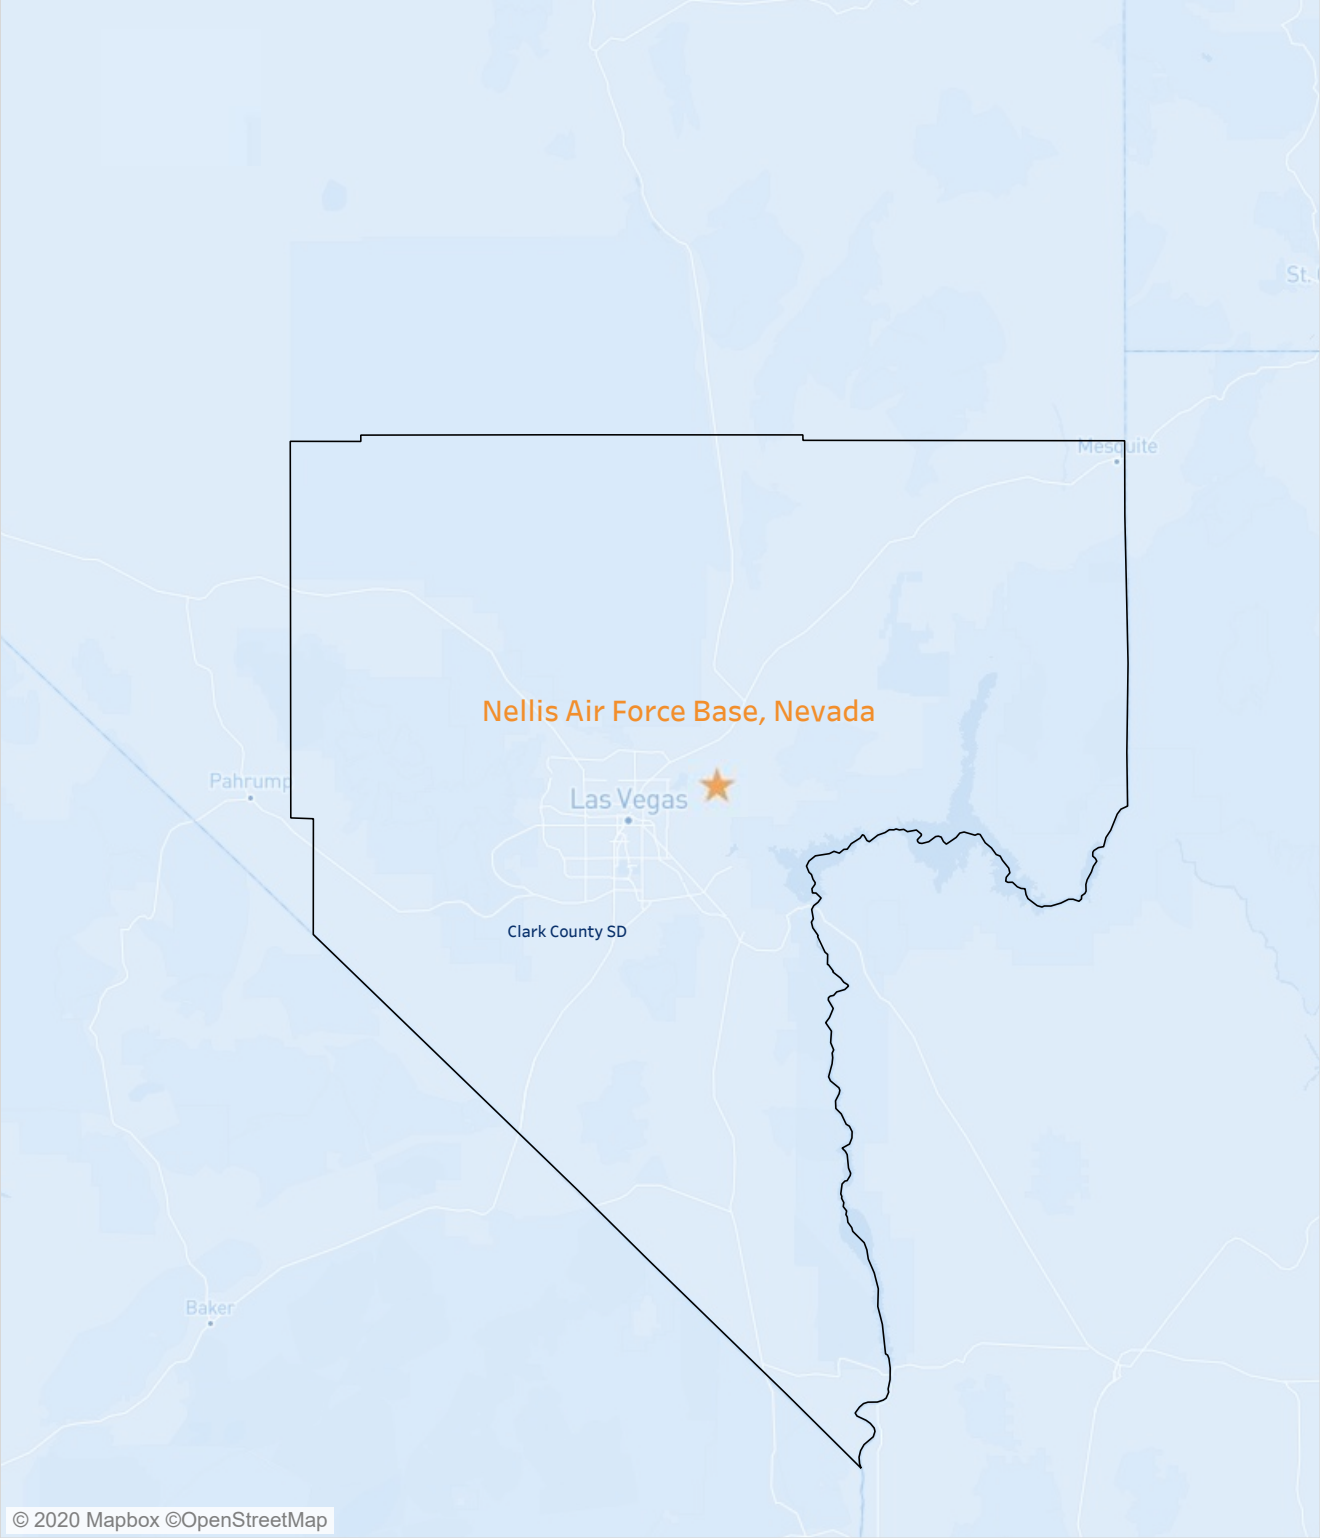 St.
Mesquite
Nellis Air Force Base, Nevada
Pahrump
Las Vegas
Clark County SD
Baker
© 2020 Mapbox ©OpenStreetMap